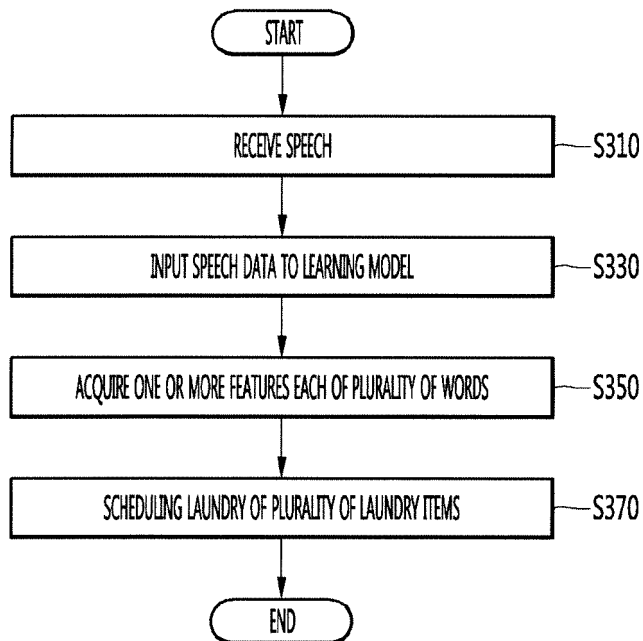 START
RECEIVE SPEECH
S310
INPUT SPEECH DATA TO LEARNING MODEL
S330
ACQUIRE ONE OR MORE FEATURES EACH OF PLURALITY OF WORDS
S350
SCHEDULING LAUNDRY OF PLURALITY OF LAUNDRY ITEMS
S370
END